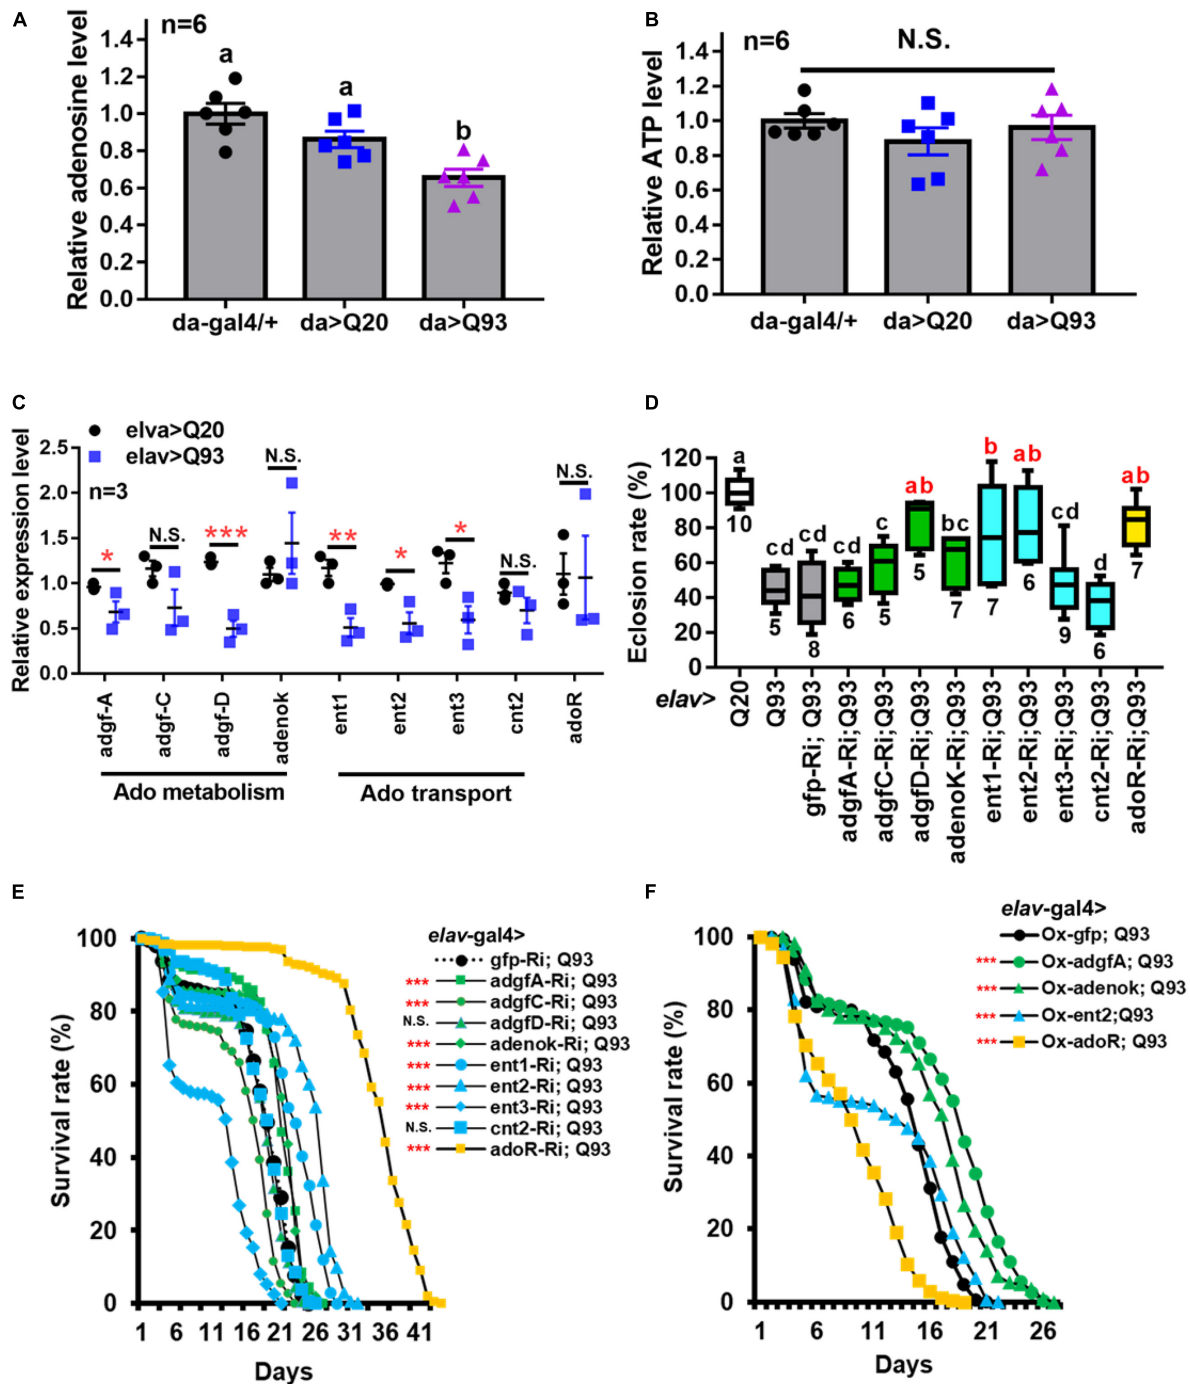 A
n=6
Relative adenosine level
1.4
1.2
1.0
0.8
0.6
0.4
0.2
0.0
a
a
b
da-gal4/+ da>Q20 da>Q93
B
n=6
N.S.
Relative ATP level
1.4
1.2
1.0
0.8
0.6
0.4
0.2
0.0
da-gal4/+ da>Q20 da>Q93
C
elva>Q20
elav>Q93
n=3
Relative expression level
2.5
2.0
1.5
1.0
0.5
0.0
* N.S. *** N.S. ** * * N.S. N.S.
adgf-A
adgf-C
adgf-D
adenok
ent1
ent2
ent3
cnt2
adoR
Ado metabolism
Ado transport
D
Eclosion rate (%)
120
100
80
60
40
20
0
a cd cd cd c ab bc b ab cd d ab
10 5 8 6 5 5 7 7 6 9 6 7
elav>
Q20
Q93
gfp-Ri; Q93
adgfA-Ri;Q93
adgfC-Ri;Q93
adgfD-Ri;Q93
adenoK-Ri;Q93
ent1-Ri;Q93
ent2-Ri;Q93
ent3-Ri;Q93
cnt2-Ri;Q93
adoR-Ri;Q93
E
Survival rate (%)
100
80
60
40
20
0
1 6 11 16 21 26 31 36 41
Days
elav-gal4>
gfp-Ri; Q93
*** adgfA-Ri; Q93
*** adgfC-Ri; Q93
N.S. adgfD-Ri; Q93
*** adenok-Ri; Q93
*** ent1-Ri; Q93
*** ent2-Ri; Q93
*** ent3-Ri; Q93
N.S. cnt2-Ri; Q93
*** adoR-Ri; Q93
F
Survival rate (%)
100
80
60
40
20
0
1 6 11 16 21 26
Days
elav-gal4>
Ox-gfp; Q93
*** Ox-adgfA; Q93
*** Ox-adenok; Q93
*** Ox-ent2;Q93
*** Ox-adoR; Q93